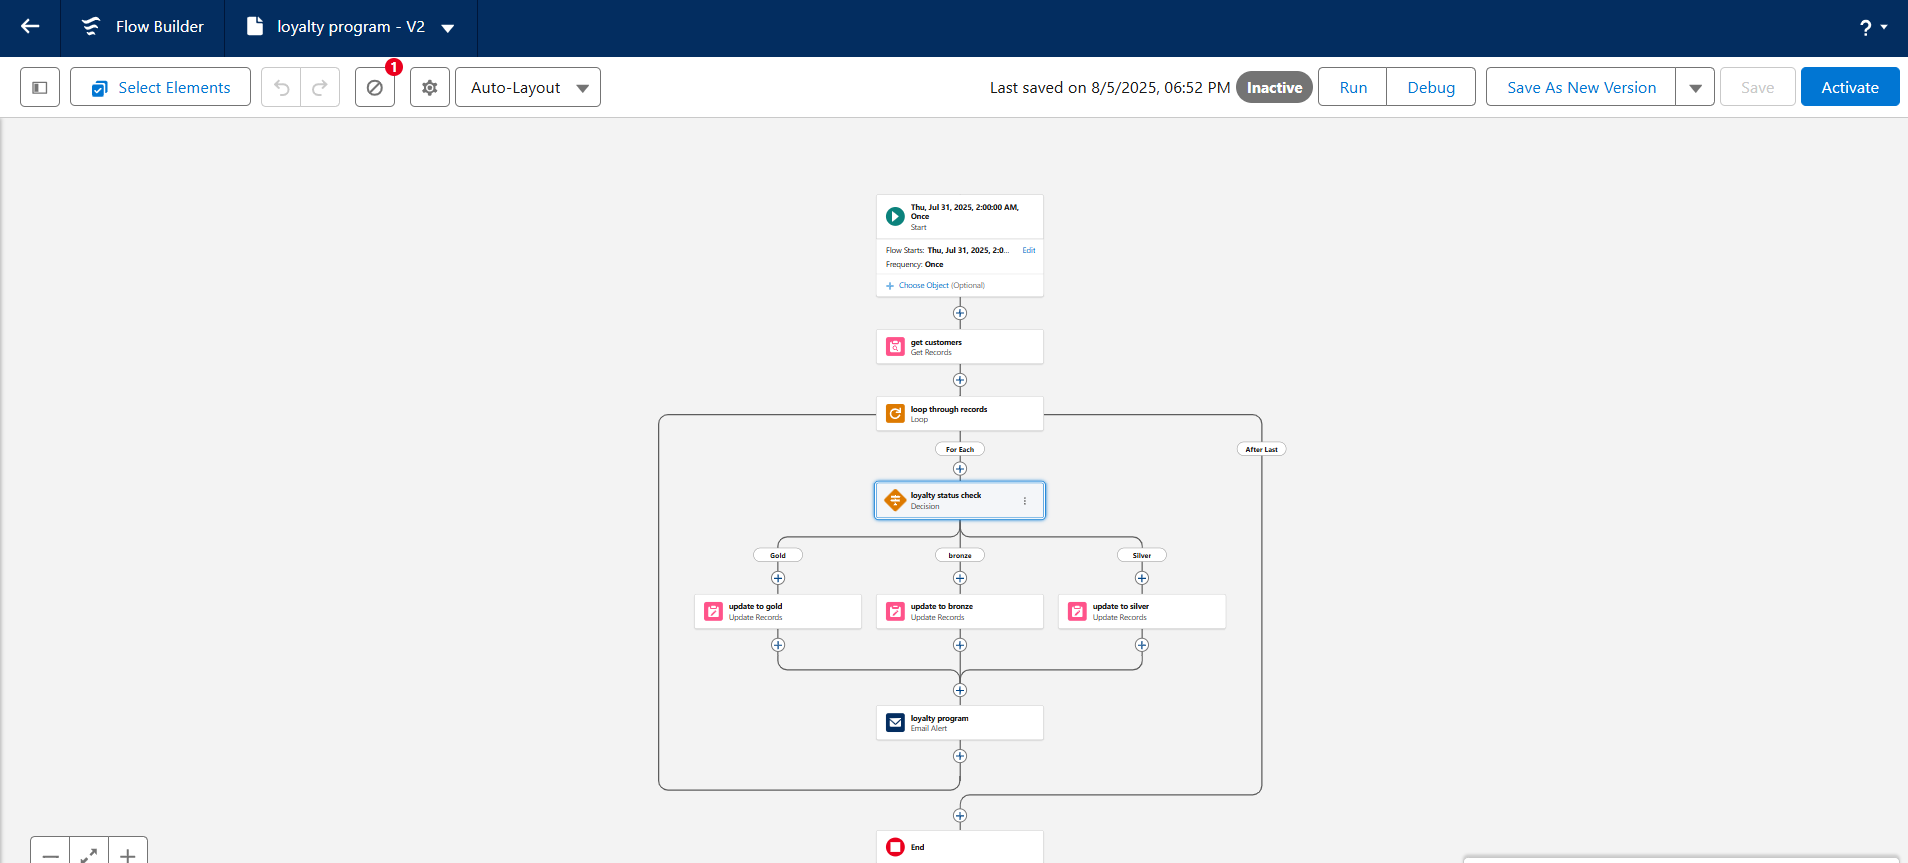 Flow Builder
loyalty program - V2
?
Select Elements
1
Auto-Layout
Last saved on 8/5/2025, 06:52 PM
Inactive
Run
Debug
Save As New Version
Save
Activate
Thu, Jul 31, 2025, 2:00:00 AM,
Once
Start
Flow Starts: Thu, Jul 31, 2025, 2:0... Edit
Frequency: Once
+ Choose Object (Optional)
get customers
Get Records
loop through records
Loop
For Each
After Last
loyalty status check
Decision
Gold
bronze
Silver
update to gold
Update Records
update to bronze
Update Records
update to silver
Update Records
loyalty program
Email Alert
End